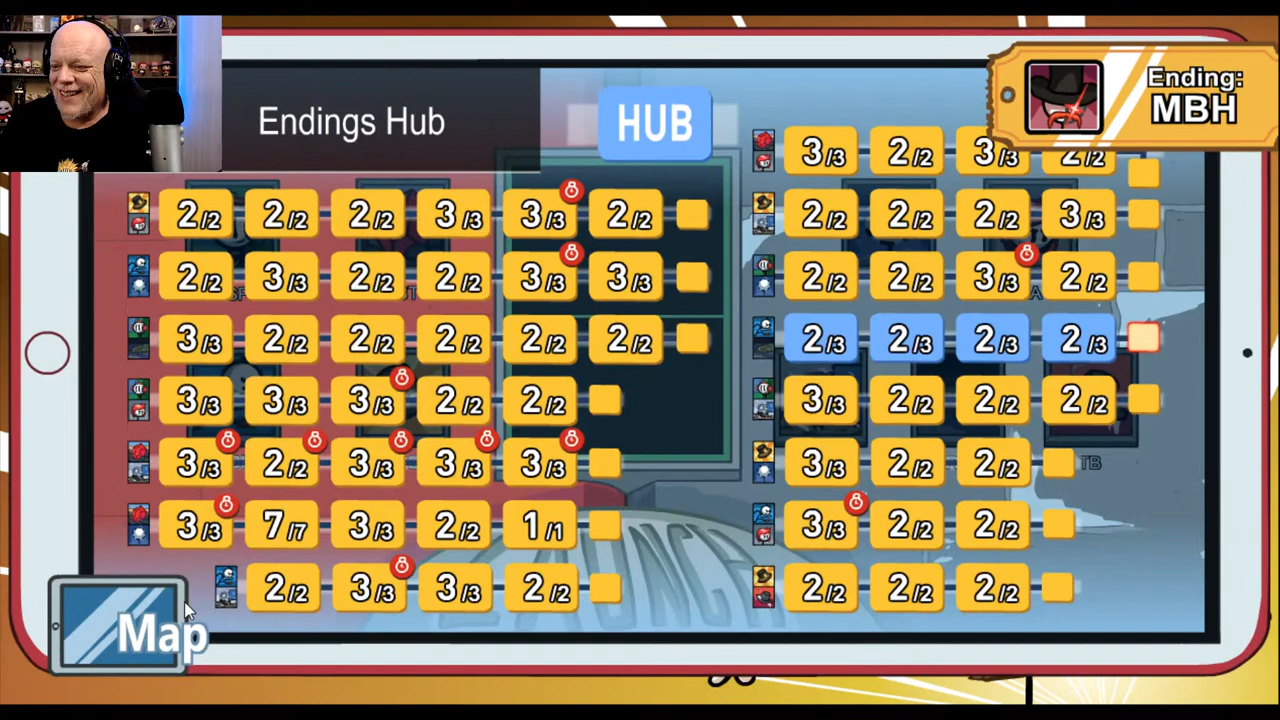 Endings Hub
HUB
Ending:
MBH
2/2 2/2 2/2 3/3 3/3 2/2
2/2 3/3 2/2 2/2 3/3 3/3
3/3 2/2 2/2 2/2 2/2 2/2
3/3 3/3 3/3 2/2 2/2
3/3 2/2 3/3 3/3 3/3
3/3 7/7 3/3 2/2 1/1
2/2 3/3 3/3 2/2
3/3 2/2 3/3 2/2
2/2 2/2 2/2 3/3
2/2 2/2 3/3 2/2
2/3 2/3 2/3 2/3
3/3 2/2 2/2 2/2
3/3 2/2 2/2
TB
3/3 2/2 2/2
2/2 2/2 2/2
LAUNCH
Map